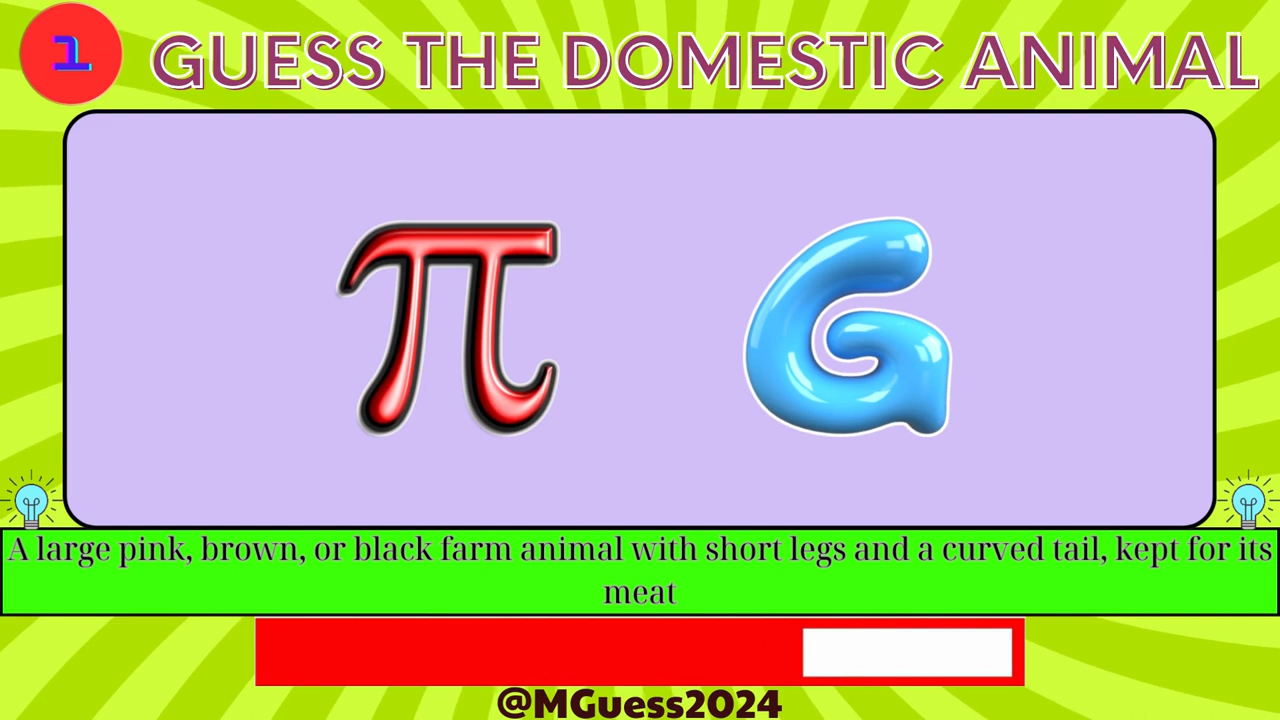 1
GUESS THE DOMESTIC ANIMAL
π G
A large pink, brown, or black farm animal with short legs and a curved tail, kept for its
meat
@MGuess2024